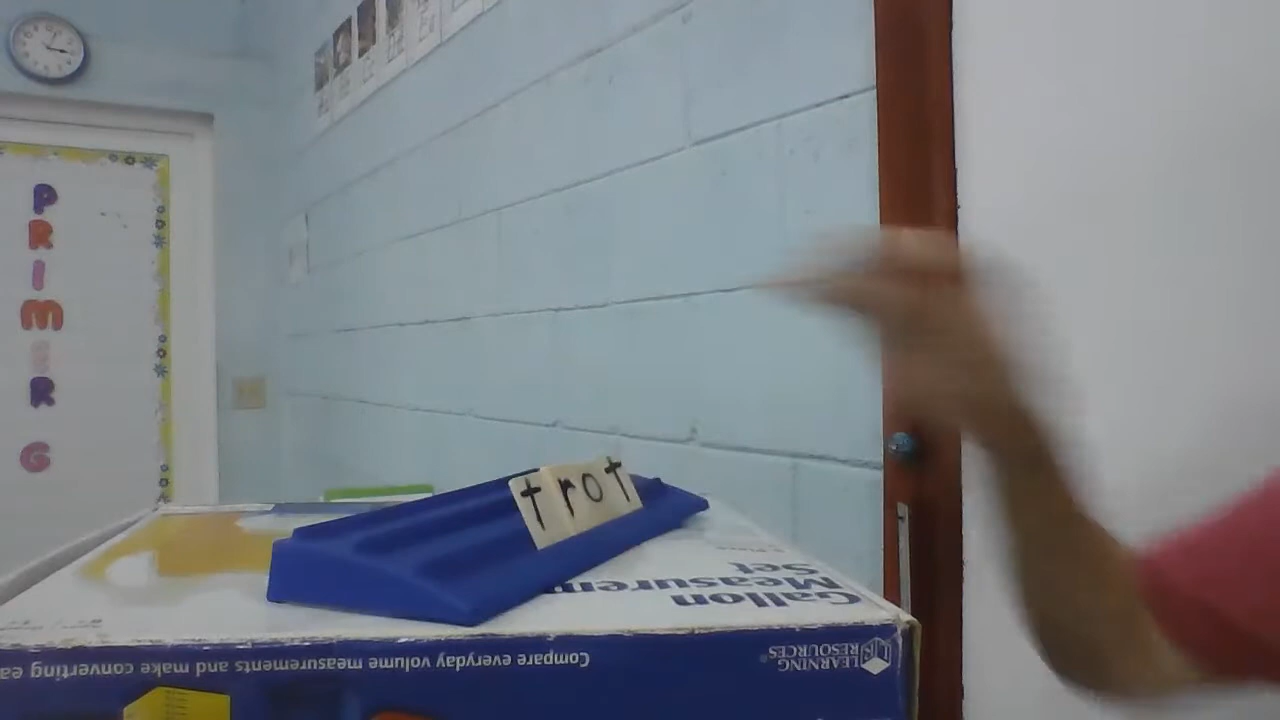 P
R
I
M
E
R
G
trot
Gallon
Measurem
Set
LEARNING
RESOURCES®
Compare everyday volume measurements and make converting ea